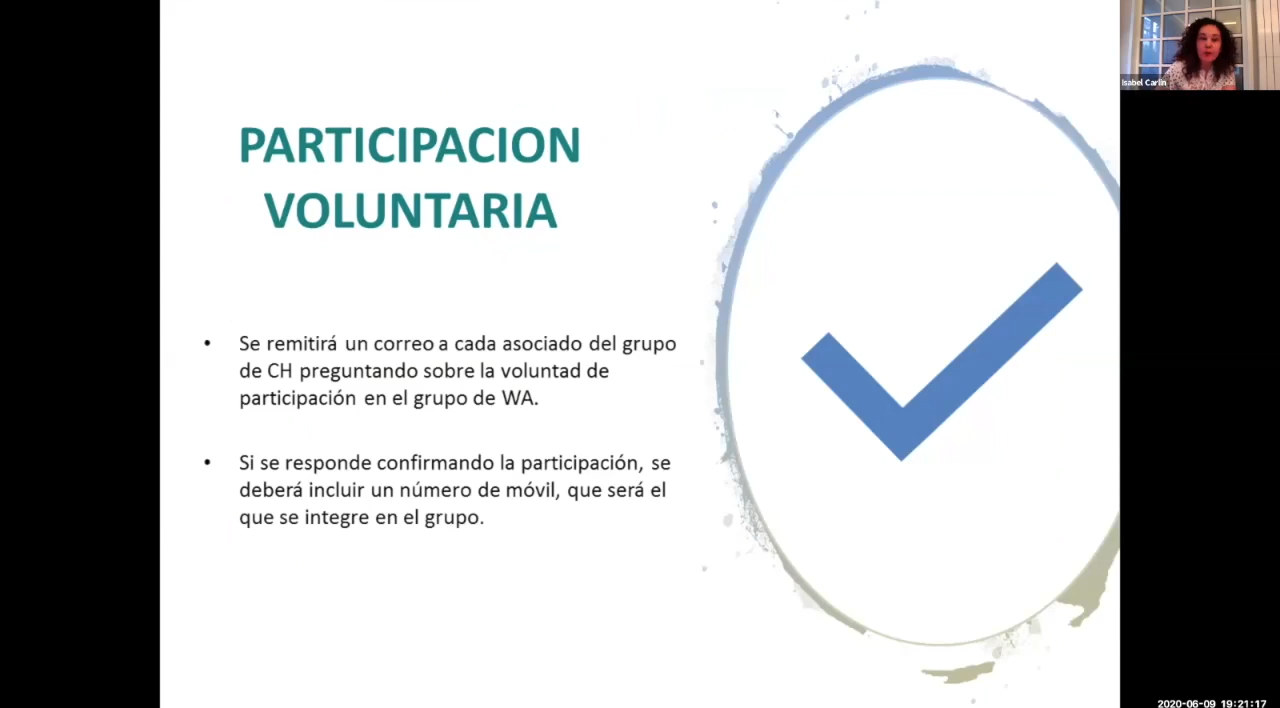 PARTICIPACION
VOLUNTARIA
• Se remitirá un correo a cada asociado del grupo
de CH preguntando sobre la voluntad de
participación en el grupo de WA.
• Si se responde confirmando la participación, se
deberá incluir un número de móvil, que será el
que se integre en el grupo.
Isabel Carlin
2020-06-09 19:21:17